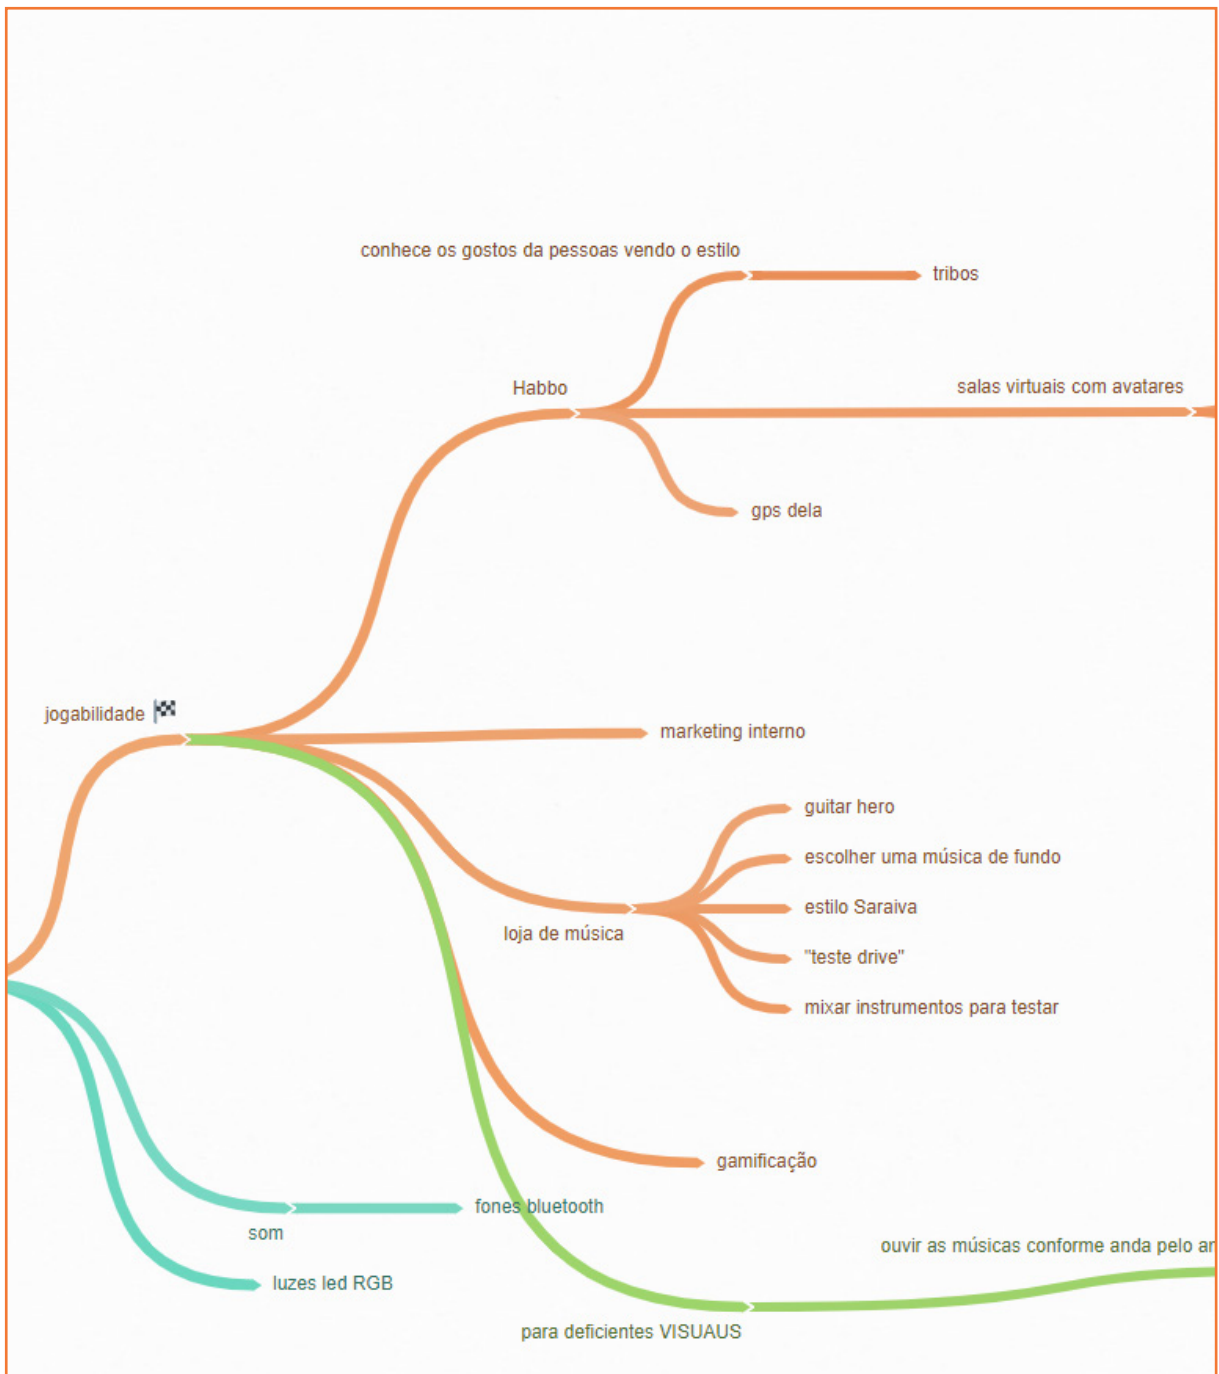 conhece os gostos da pessoas vendo o estilo
tribos
Habbo
salas virtuais com avatares
gps dela
jogabilidade
marketing interno
guitar hero
escolher uma música de fundo
estilo Saraiva
loja de música
"teste drive"
mixar instrumentos para testar
gamificação
fones bluetooth
som
ouvir as músicas conforme anda pelo ar
luzes led RGB
para deficientes VISUAUS